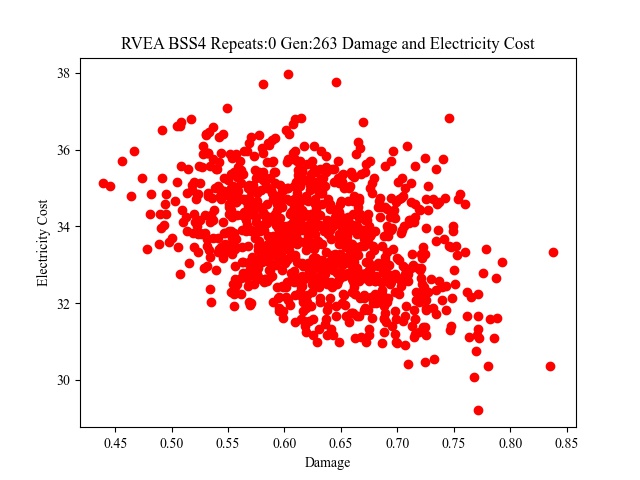 RVEA BSS4 Repeats:0 Gen:263 Damage and Electricity Cost
38
36
34
32
30
Electricity Cost
0.45 0.50 0.55 0.60 0.65 0.70 0.75 0.80 0.85
Damage